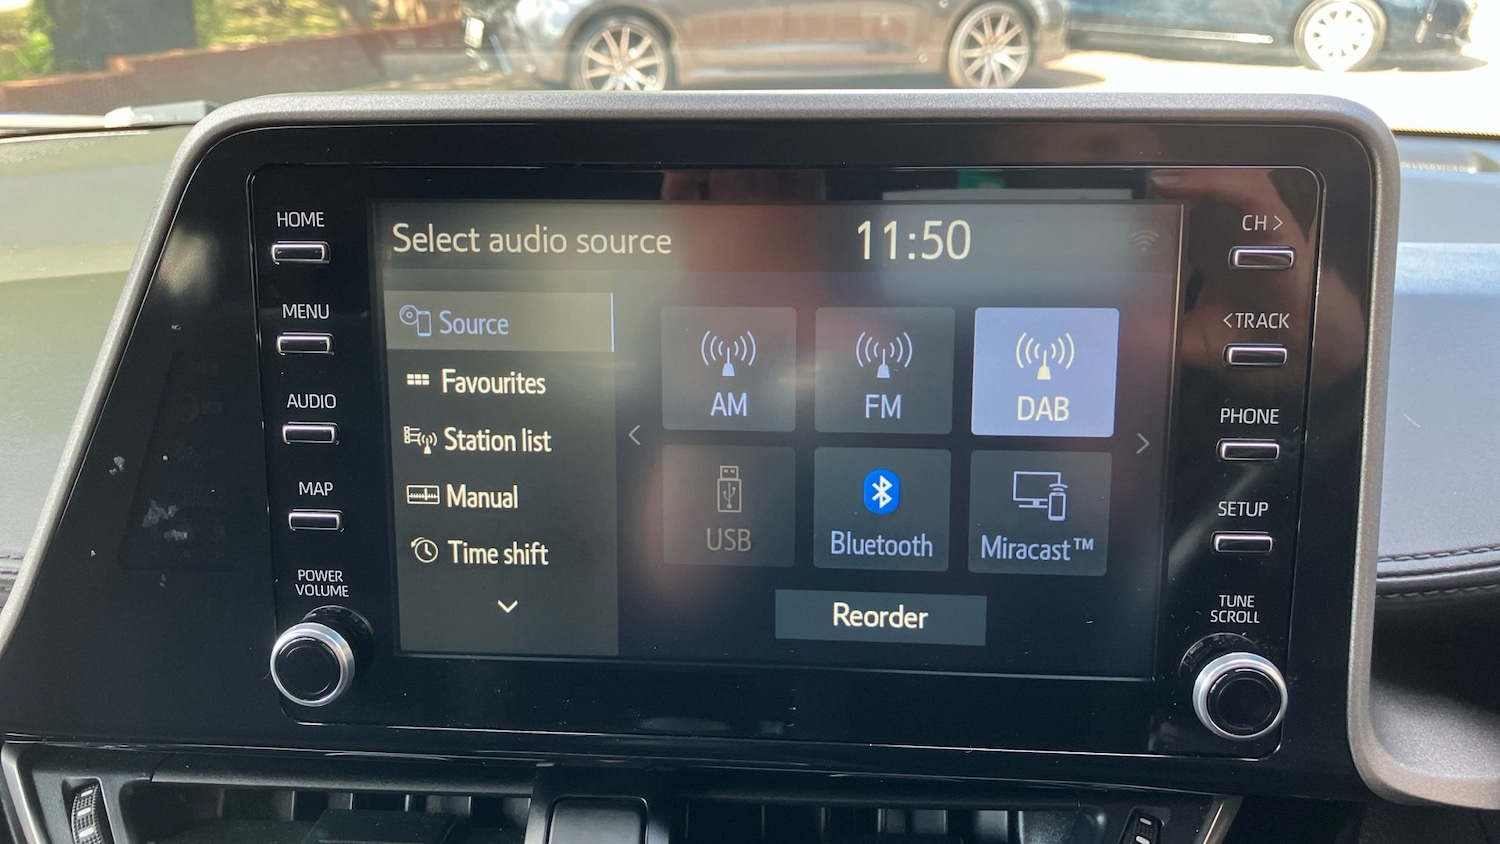 HOME
MENU
AUDIO
MAP
POWER
VOLUME
Select audio source
11:50
Source
Favourites
Station list
Manual
Time shift
AM
FM
DAB
USB
Bluetooth
Miracast™
Reorder
CH >
< TRACK
PHONE
SETUP
TUNE
SCROLL